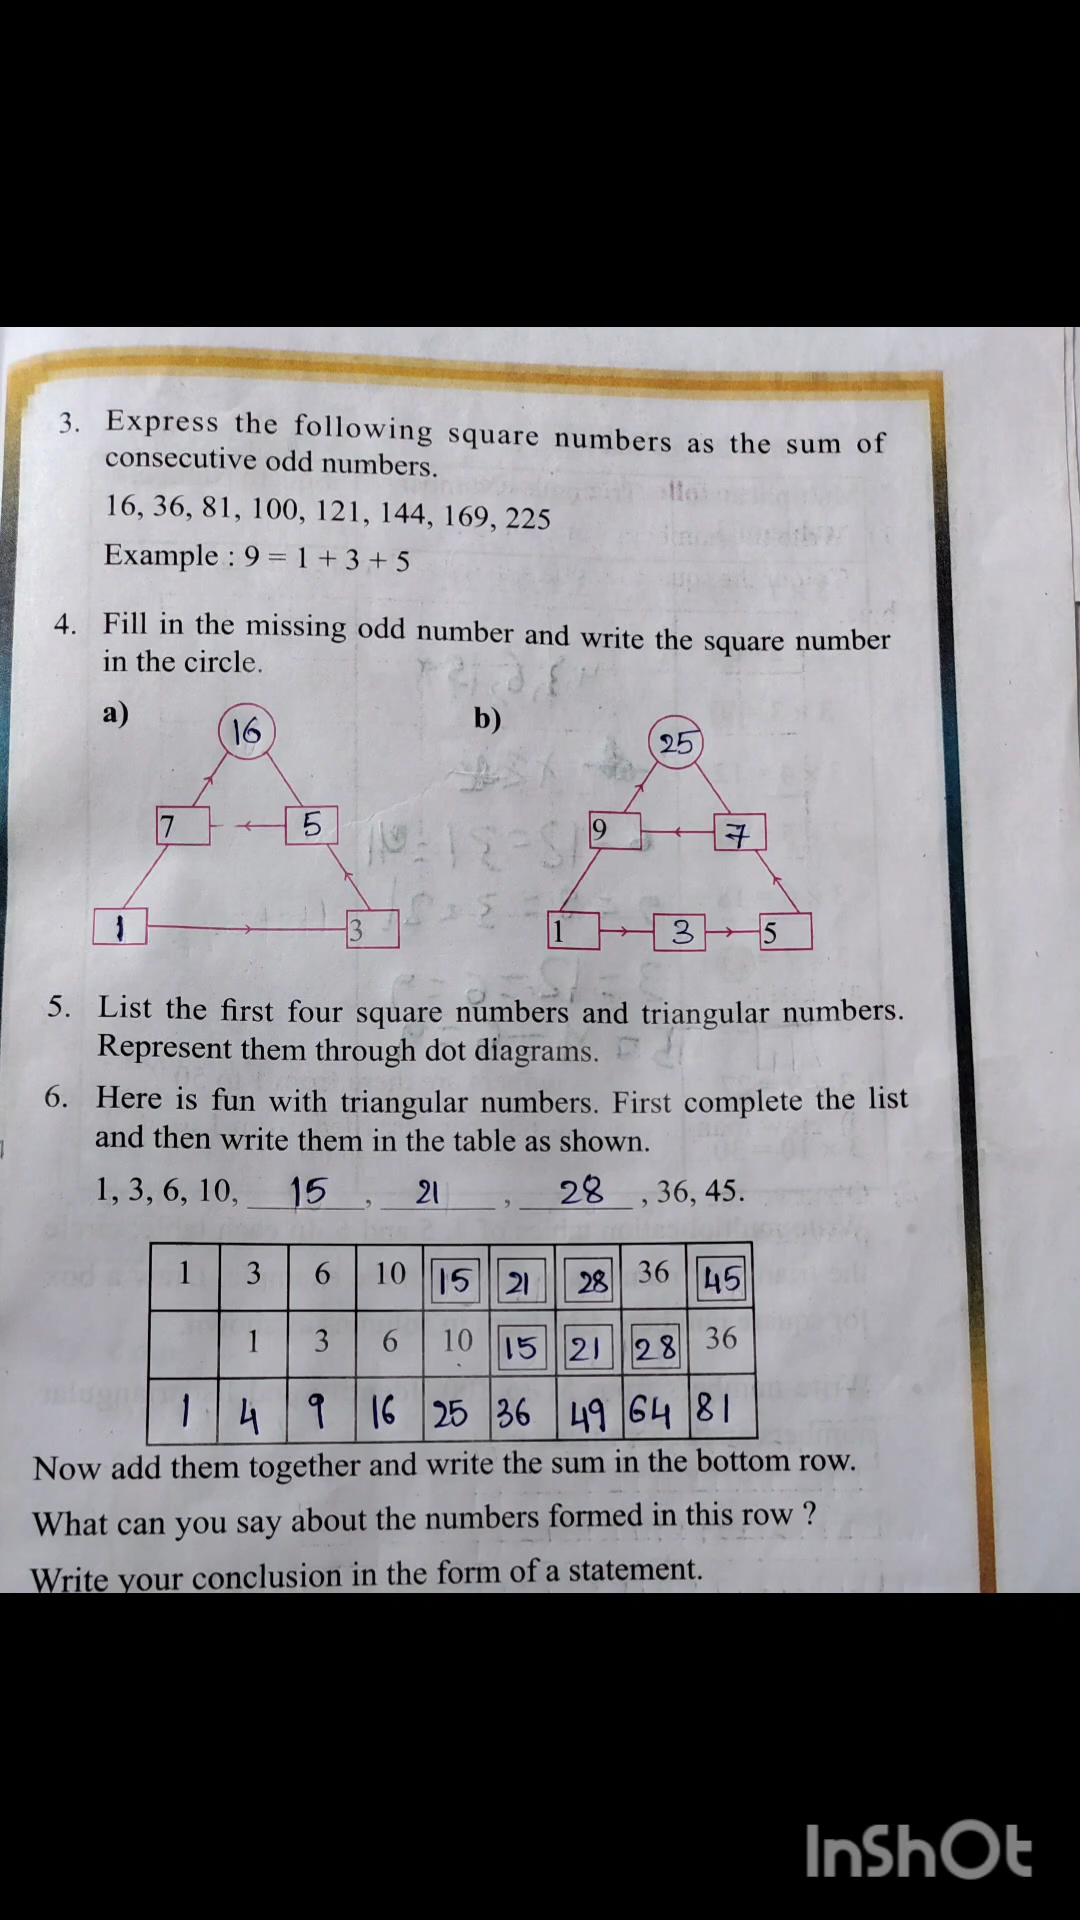 3. Express the following square numbers as the sum of
consecutive odd numbers.
16, 36, 81, 100, 121, 144, 169, 225
Example : 9 = 1 + 3 + 5
4. Fill in the missing odd number and write the square number
in the circle.
a) b)
16 25
7 5 9 7
1 3 1 3 5
5. List the first four square numbers and triangular numbers.
Represent them through dot diagrams.
6. Here is fun with triangular numbers. First complete the list
and then write them in the table as shown.
1, 3, 6, 10, 15, 21, 28, 36, 45.
1 3 6 10 15 21 28 36 45
1 3 6 10 15 21 28 36
1 4 9 16 25 36 49 64 81
Now add them together and write the sum in the bottom row.
What can you say about the numbers formed in this row ?
Write your conclusion in the form of a statement.
InShOt